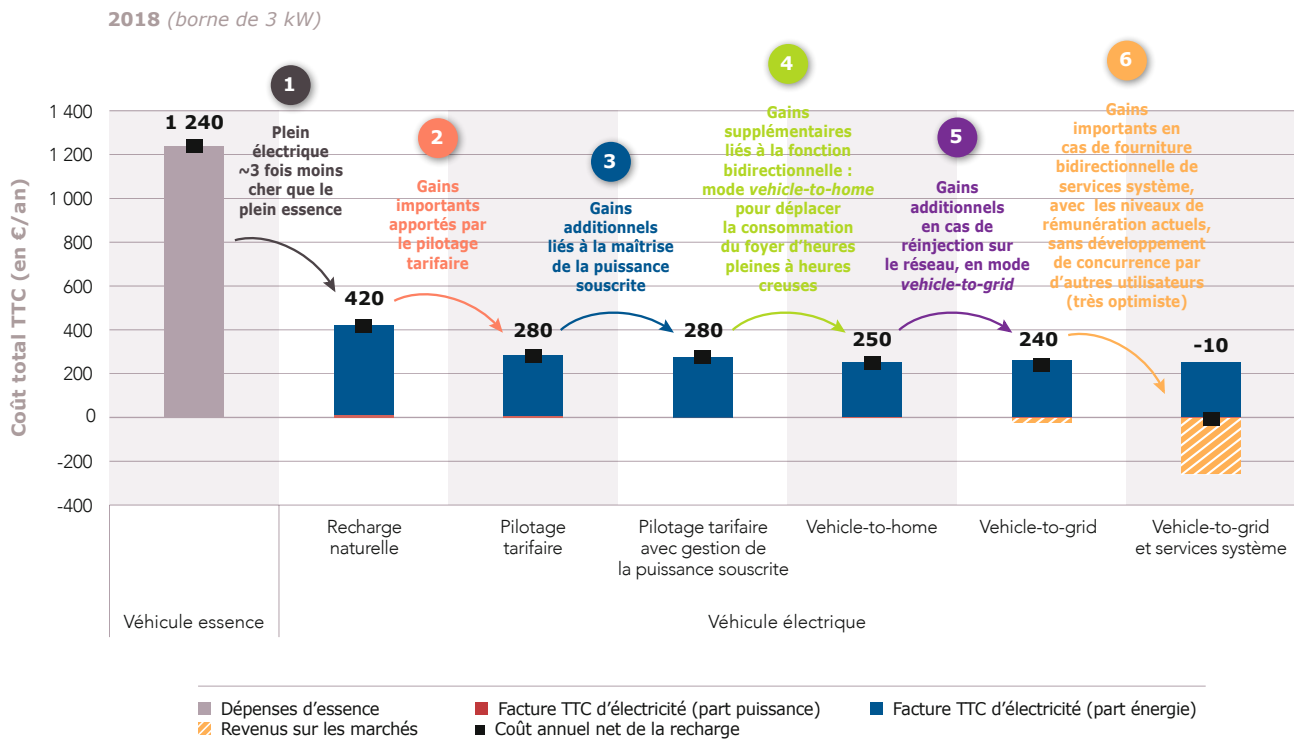 2018 (borne de 3 kW)
Coût total TTC (en €/an)
1 400
1 200
1 000
800
600
400
200
0
-200
-400
1
Plein
électrique
~3 fois moins
cher que le
plein essence
2
Gains
importants
apportés par
le pilotage
tarifaire
3
Gains
additionnels
liés à la maîtrise
de la puissance
souscrite
4
Gains
supplémentaires
liés à la fonction
bidirectionnelle :
mode vehicle-to-home
pour déplacer
la consommation
du foyer d’heures
pleines à heures
creuses
5
Gains
additionnels
en cas de
réinjection sur
le réseau, en mode
vehicle-to-grid
6
Gains
importants en
cas de fourniture
bidirectionnelle de
services système,
avec les niveaux de
rémunération actuels,
sans développement
de concurrence par
d’autres utilisateurs
(très optimiste)
1 240
420
280
280
250
240
-10
Recharge
naturelle
Pilotage
tarifaire
Pilotage tarifaire
avec gestion de
la puissance souscrite
Vehicle-to-home
Vehicle-to-grid
Vehicle-to-grid
et services système
Véhicule essence
Véhicule électrique
Dépenses d’essence
Facture TTC d’électricité (part puissance)
Facture TTC d’électricité (part énergie)
Revenus sur les marchés
Coût annuel net de la recharge